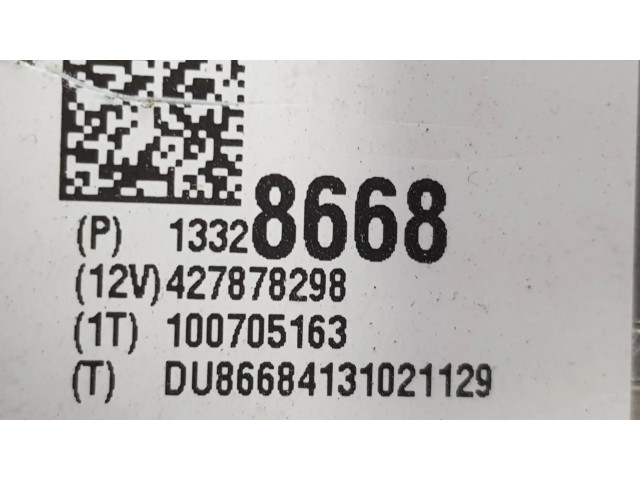 (P) 13328668
(12V)427878298
(1T) 100705163
(T) DU86684131021129